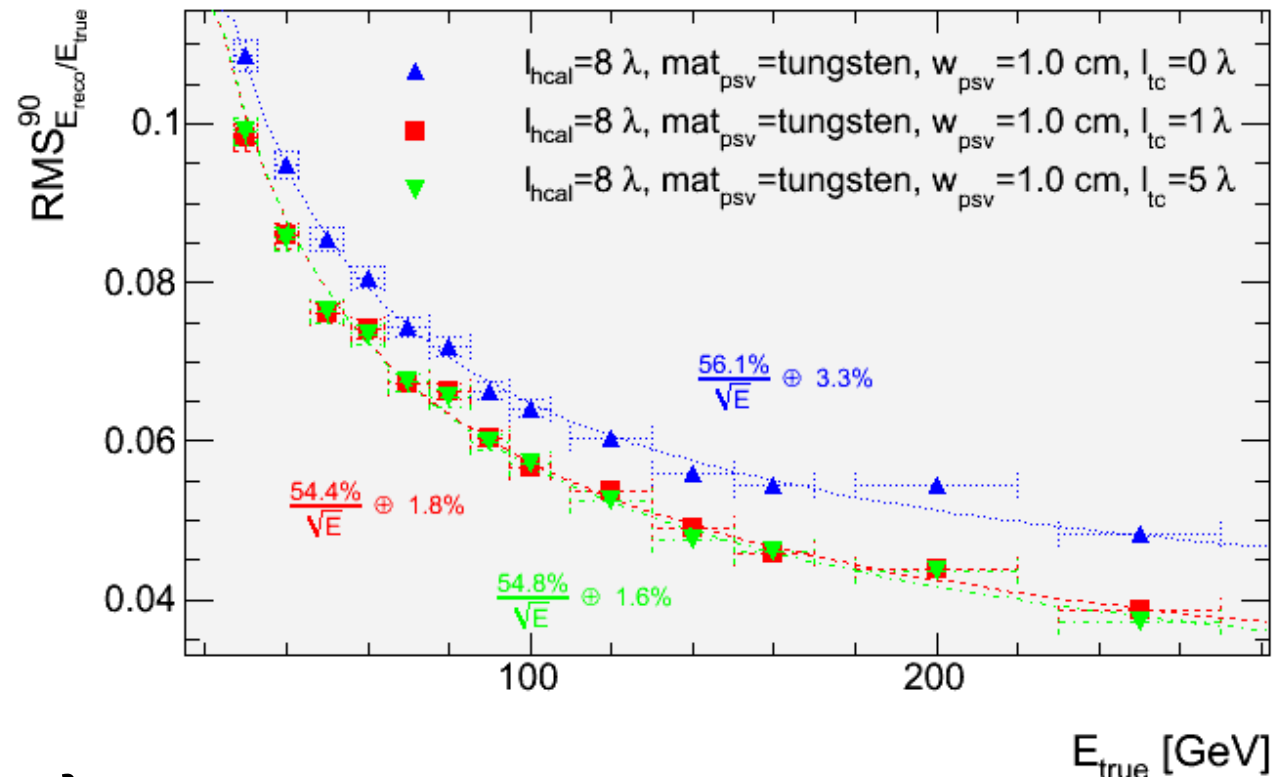 RMS⁹⁰ E_reco/E_true
l_hcal=8 λ, mat_psv=tungsten, w_psv=1.0 cm, l_tc=0 λ
0.1
l_hcal=8 λ, mat_psv=tungsten, w_psv=1.0 cm, l_tc=1 λ
l_hcal=8 λ, mat_psv=tungsten, w_psv=1.0 cm, l_tc=5 λ
0.08
56.1%/√E ⊕ 3.3%
0.06
54.4%/√E ⊕ 1.8%
54.8%/√E ⊕ 1.6%
0.04
100 200
E_true [GeV]